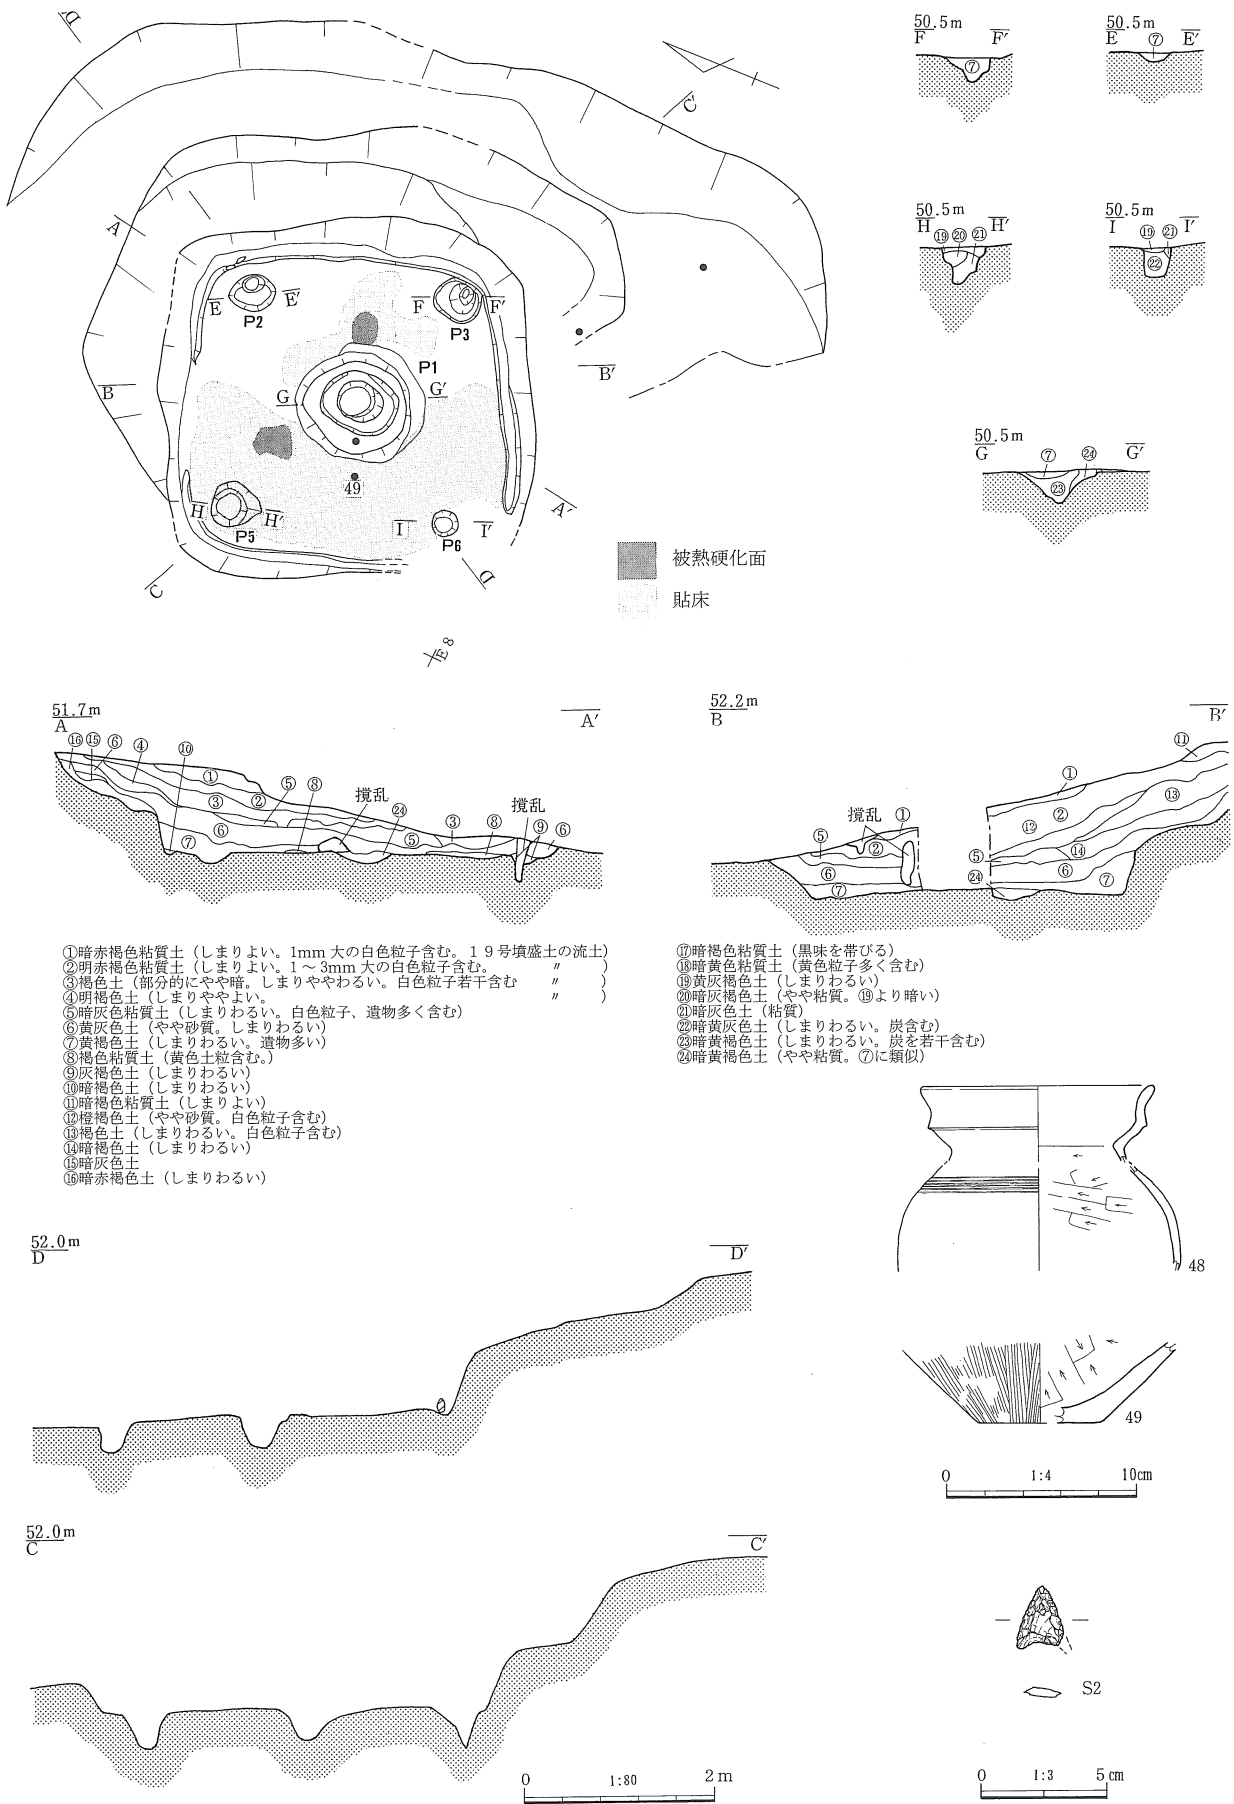 D
C′
A
B
E
E′
P2
F
F′
P3
P1
G
G′
B′
49
H
H′
P5
I
I′
P6
A′
C
D
E8
被熱硬化面
貼床
50.5m
F
F′
⑦
50.5m
E
⑦
E′
50.5m
H
⑲⑳㉑
H′
50.5m
I
⑲ ㉑
I′
㉒
50.5m
G
⑦
㉔
G′
㉓
51.7m
A
A′
⑯⑮⑥④⑩
①
⑤⑧
撹乱
③②
㉔
撹乱
③⑧⑨⑥
⑥
⑤
⑦
52.2m
B
B′
⑪
①
②
⑬
撹乱
①
⑫
⑤
②
⑤
⑭
⑥
㉔
⑥
⑦
⑦
①暗赤褐色粘質土（しまりよい。1mm大の白色粒子含む。19号墳盛土の流土）
②明赤褐色粘質土（しまりよい。1～3mm大の白色粒子含む。 〃 ）
③褐色土（部分的にやや暗。しまりややわるい。白色粒子若干含む 〃 ）
④明褐色土（しまりややよい。 〃 ）
⑤暗灰色粘質土（しまりわるい。白色粒子、遺物多く含む）
⑥黄灰色土（やや砂質。しまりわるい）
⑦黄褐色土（しまりわるい。遺物多い）
⑧褐色粘質土（黄色土粒含む。）
⑨灰褐色土（しまりわるい）
⑩暗褐色土（しまりわるい）
⑪暗褐色粘質土（しまりよい）
⑫橙褐色土（やや砂質。白色粒子含む）
⑬褐色土（しまりわるい。白色粒子含む）
⑭暗褐色土（しまりわるい）
⑮暗灰色土
⑯暗赤褐色土（しまりわるい）
⑰暗褐色粘質土（黒味を帯びる）
⑱暗黄色粘質土（黄色粒子多く含む）
⑲黄灰褐色土（しまりわるい）
⑳暗灰褐色土（やや粘質。⑲より暗い）
㉑暗灰色土（粘質）
㉒暗黄灰色土（しまりわるい。炭含む）
㉓暗黄褐色土（しまりわるい。炭を若干含む）
㉔暗黄褐色土（やや粘質。⑦に類似）
48
49
0 1:4 10cm
52.0m
D
D′
52.0m
C
C′
S2
0 1:80 2m
0 1:3 5cm